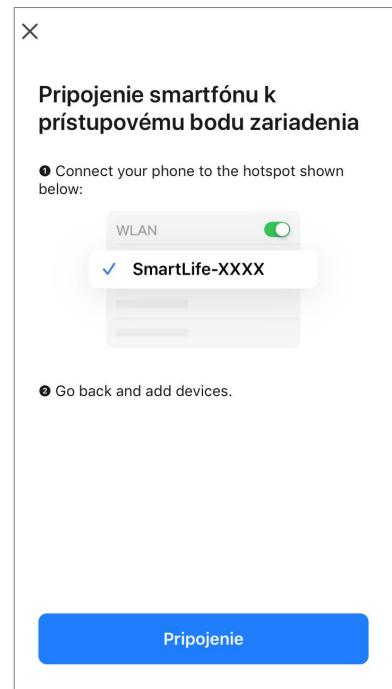 Pripojenie smartfónu k
prístupovému bodu zariadenia
❶ Connect your phone to the hotspot shown
below:
WLAN
SmartLife-XXXX
❷ Go back and add devices.
Pripojenie